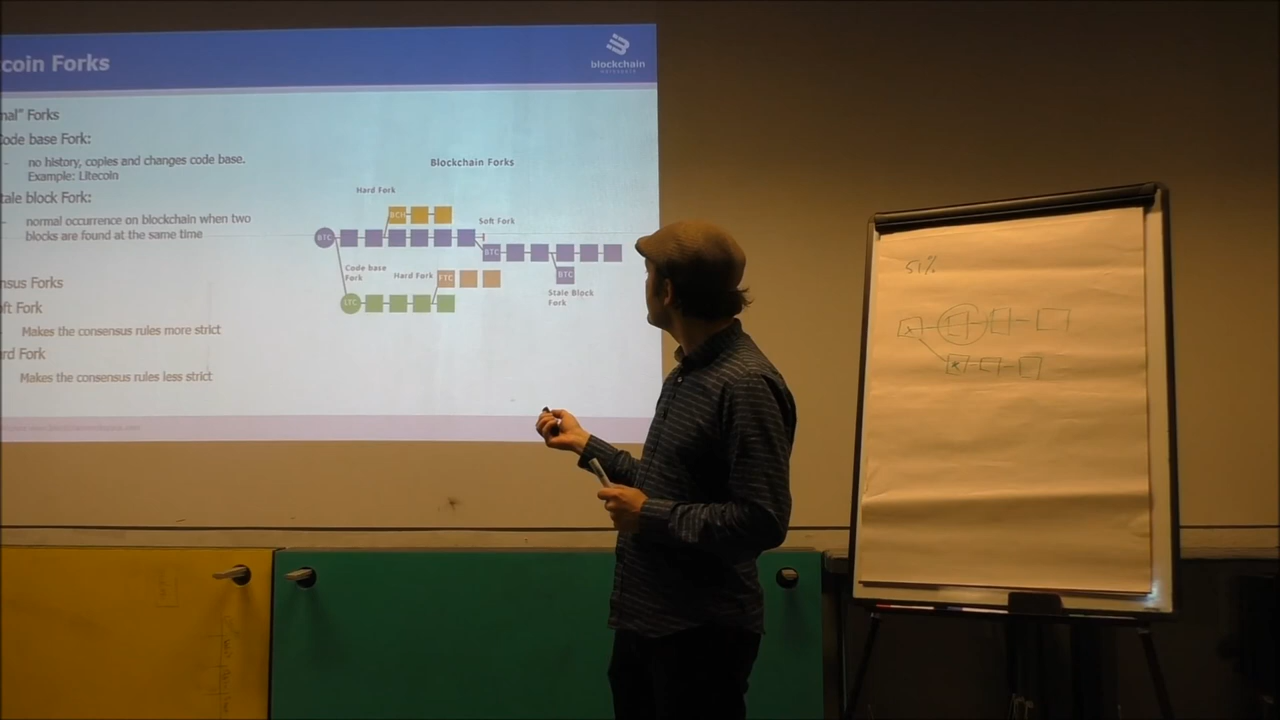 coin Forks
blockchain
nal" Forks
Code base Fork:
- no history, copies and changes code base.
Example: Litecoin
tale block Fork:
- normal occurrence on blockchain when two
blocks are found at the same time
nsus Forks
oft Fork
Makes the consensus rules more strict
rd Fork
Makes the consensus rules less strict
Blockchain Forks
Hard Fork
BCH
Soft Fork
BTC
BTC
Code base
Fork
Hard Fork
FTC
BTC
Stale Block
Fork
LTC
51%